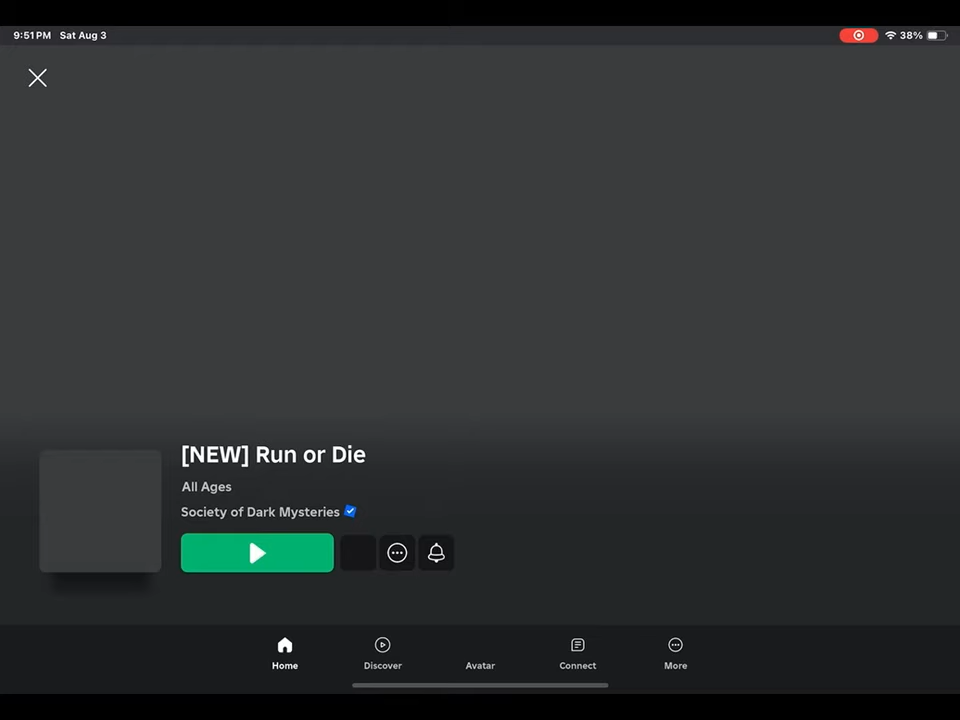 9:51 PM Sat Aug 3 38%
[NEW] Run or Die
All Ages
Society of Dark Mysteries
Home Discover Avatar Connect More